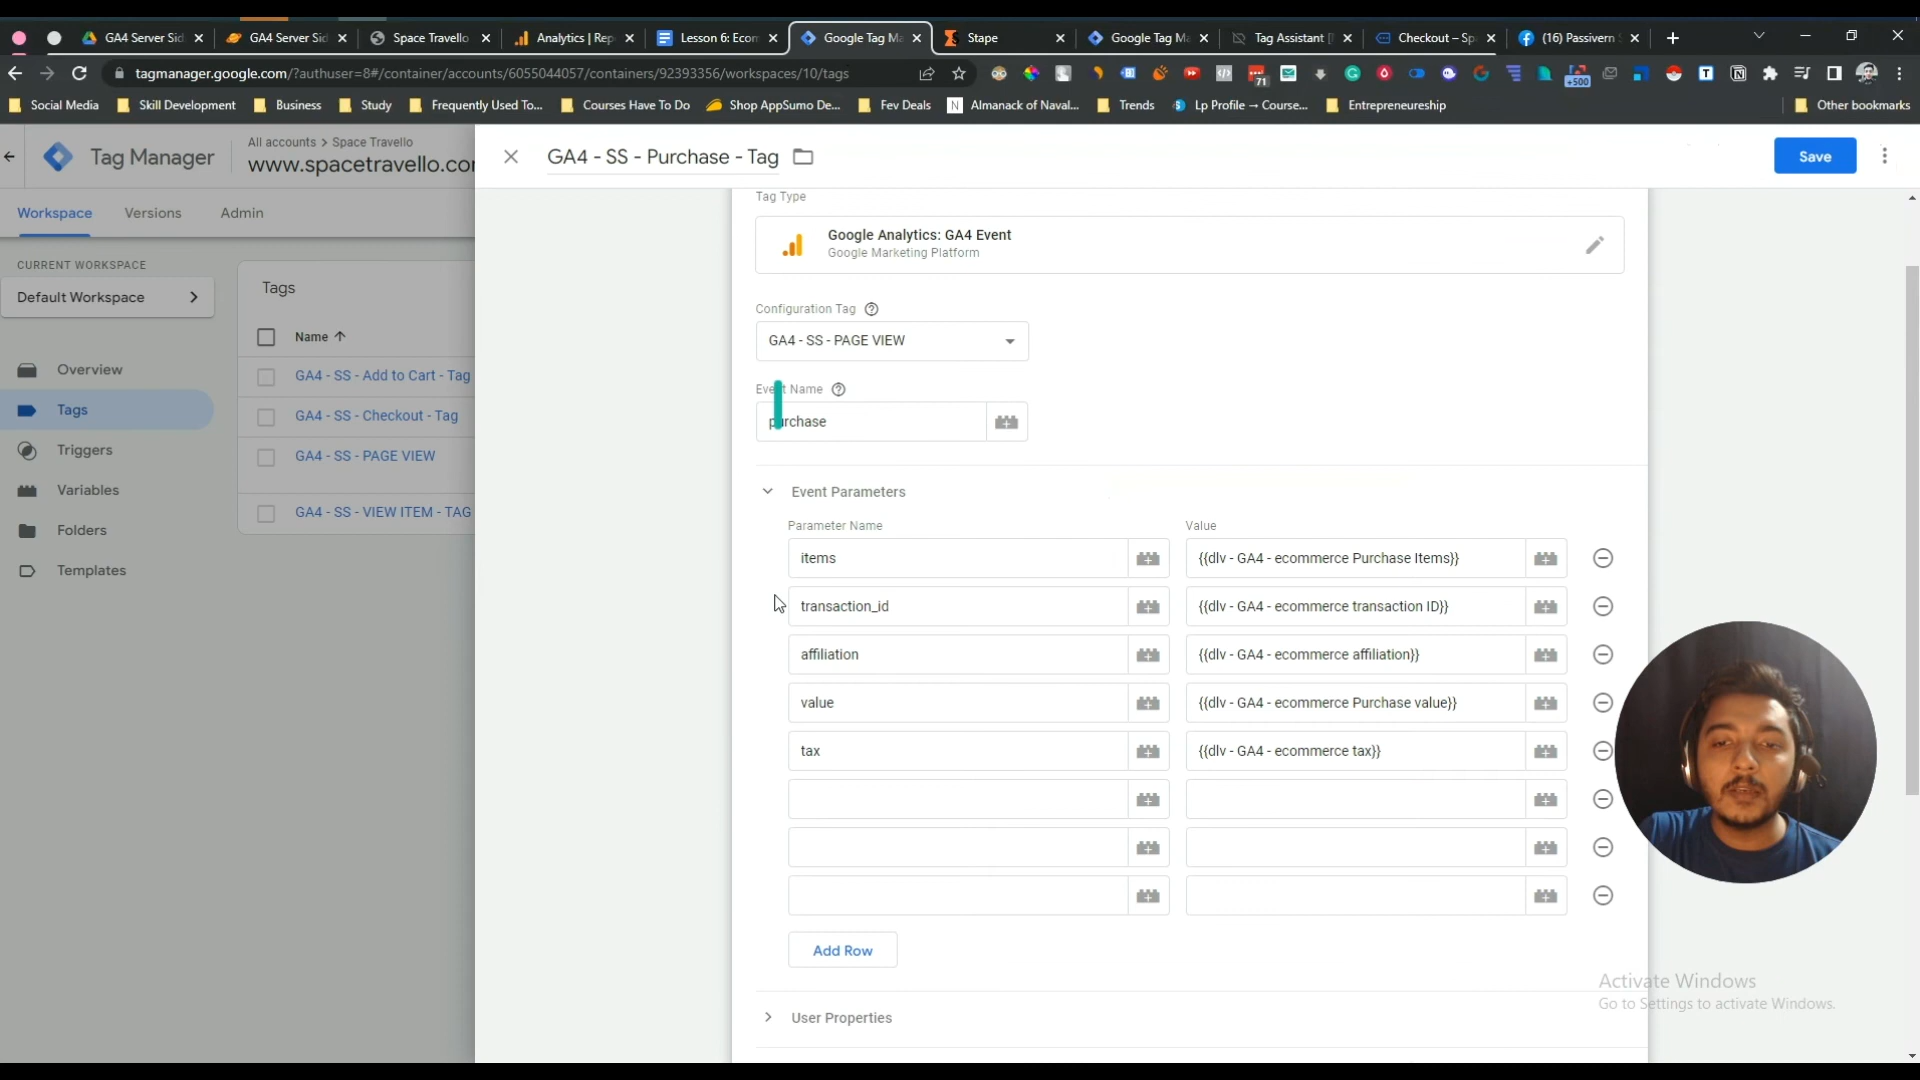 GA4 Server Sid
GA4 Server Sid
Space Travello
Analytics | Rep
Lesson 6: Ecom
Google Tag Ma
Stape
Google Tag Ma
Tag Assistant [
Checkout – Sp
(16) Passivern
tagmanager.google.com/?authuser=8#/container/accounts/6055044057/containers/92393356/workspaces/10/tags
71
+500
Social Media
Skill Development
Business
Study
Frequently Used To...
Courses Have To Do
Shop AppSumo De...
Fev Deals
Almanack of Naval...
Trends
Lp Profile → Course...
Entrepreneureship
Other bookmarks
Tag Manager
All accounts > Space Travello
www.spacetravello.com
GA4 - SS - Purchase - Tag
Save
Workspace
Versions
Admin
CURRENT WORKSPACE
Default Workspace
Overview
Tags
Triggers
Variables
Folders
Templates
Tags
Name
GA4 - SS - Add to Cart - Tag
GA4 - SS - Checkout - Tag
GA4 - SS - PAGE VIEW
GA4 - SS - VIEW ITEM - TAG
Tag Type
Google Analytics: GA4 Event
Google Marketing Platform
Configuration Tag
GA4 - SS - PAGE VIEW
Event Name
purchase
Event Parameters
Parameter Name
Value
items
{{dlv - GA4 - ecommerce Purchase Items}}
transaction_id
{{dlv - GA4 - ecommerce transaction ID}}
affiliation
{{dlv - GA4 - ecommerce affiliation}}
value
{{dlv - GA4 - ecommerce Purchase value}}
tax
{{dlv - GA4 - ecommerce tax}}
Add Row
User Properties
Activate Windows
Go to Settings to activate Windows.